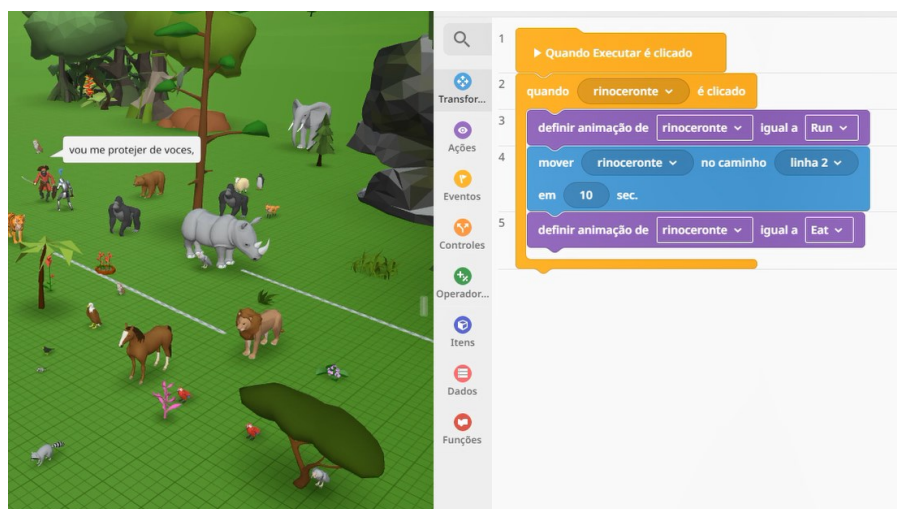 vou me protejer de voces,
Transfor...
Ações
Eventos
Controles
Operador...
Itens
Dados
Funções
1
Quando Executar é clicado
2
quando rinoceronte é clicado
3
definir animação de rinoceronte igual a Run
4
mover rinoceronte no caminho linha 2
em 10 sec.
5
definir animação de rinoceronte igual a Eat